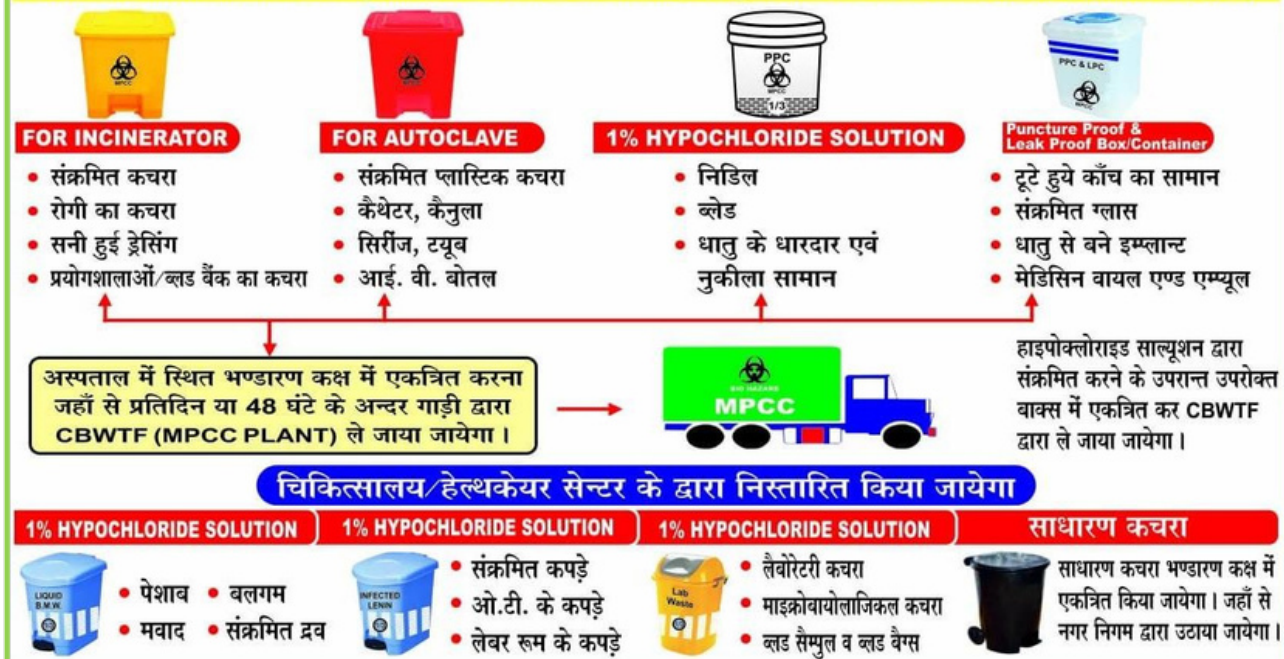 MPCC
MPCC
PPC
MPCC
1/3
PPC & LPC
MPCC
FOR INCINERATOR
• संक्रमित कचरा
• रोगी का कचरा
• सनी हुई ड्रेसिंग
• प्रयोगशालाओं/ब्लड बैंक का कचरा
FOR AUTOCLAVE
• संक्रमित प्लास्टिक कचरा
• कैथेटर, कैनुला
• सिरींज, टयूब
• आई. वी. बोतल
1% HYPOCHLORIDE SOLUTION
• निडिल
• ब्लेड
• धातु के धारदार एवं
नुकीला सामान
Puncture Proof &
Leak Proof Box/Container
• टूटे हुये काँच का सामान
• संक्रमित ग्लास
• धातु से बने इम्प्लान्ट
• मेडिसिन वायल एण्ड एम्प्यूल
अस्पताल में स्थित भण्डारण कक्ष में एकत्रित करना
जहाँ से प्रतिदिन या 48 घंटे के अन्दर गाड़ी द्वारा
CBWTF (MPCC PLANT) ले जाया जायेगा ।
BIO HAZARD
MPCC
हाइपोक्लोराइड साल्यूशन द्वारा
संक्रमित करने के उपरान्त उपरोक्त
वाक्स में एकत्रित कर CBWTF
द्वारा ले जाया जायेगा ।
चिकित्सालय/हेल्थकेयर सेन्टर के द्वारा निस्तारित किया जायेगा
1% HYPOCHLORIDE SOLUTION
LIQUID
B.M.W.
• पेशाब • बलगम
• मवाद • संक्रमित द्रव
1% HYPOCHLORIDE SOLUTION
INFECTED
LENIN
• संक्रमित कपड़े
• ओ.टी. के कपड़े
• लेबर रूम के कपड़े
1% HYPOCHLORIDE SOLUTION
Lab
Waste
• लैबोरेटरी कचरा
• माइक्रोवायोलाजिकल कचरा
• ब्लड सैम्पुल व ब्लड वैग्स
साधारण कचरा
साधारण कचरा भण्डारण कक्ष में
एकत्रित किया जायेगा । जहाँ से
नगर निगम द्वारा उठाया जायेगा ।